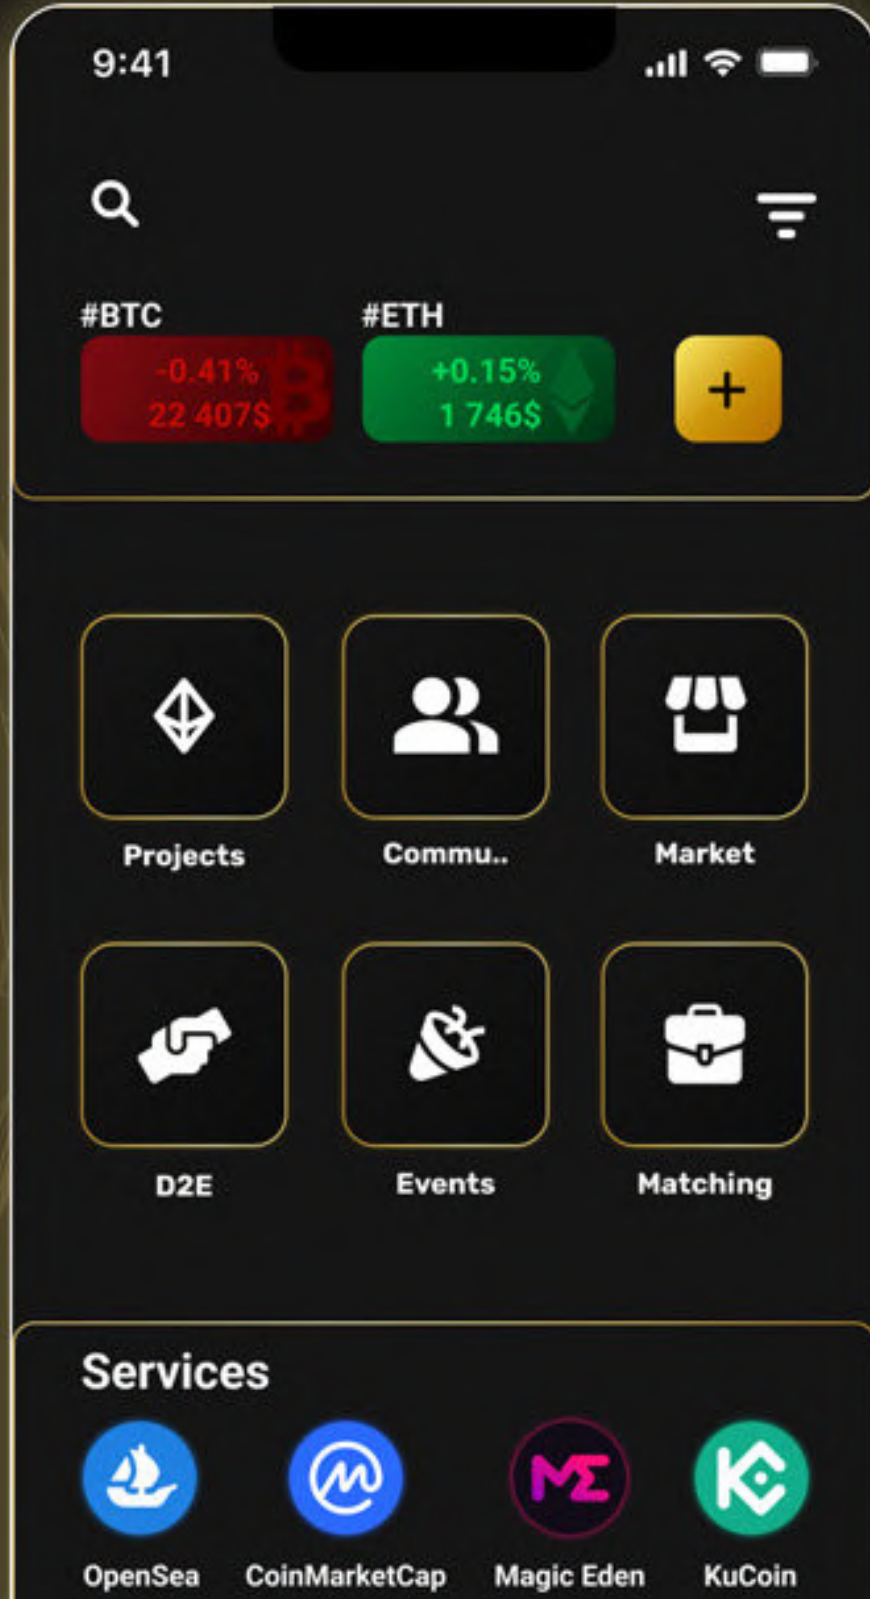 9:41
#BTC #ETH
-0.41% +0.15%
22 407$ 1 746$
+
Projects Commu.. Market
D2E Events Matching
Services
OpenSea CoinMarketCap Magic Eden KuCoin